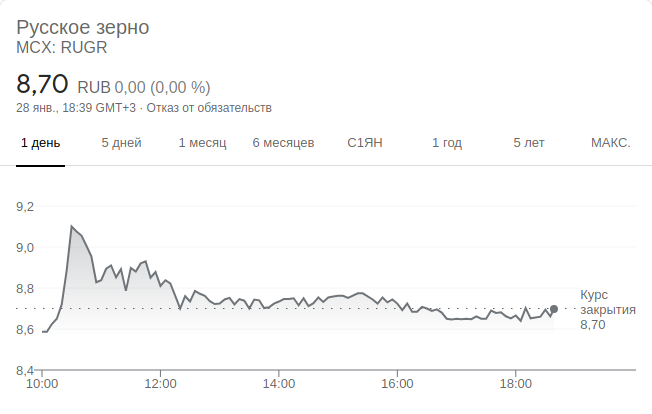 Русское зерно
MCX: RUGR
8,70 RUB 0,00 (0,00 %)
28 янв., 18:39 GMT+3 · Отказ от обязательств
1 день 5 дней 1 месяц 6 месяцев С1ЯН 1 год 5 лет МАКС.
9,2
9,0
8,8
8,6
8,4
Курс
закрытия
8,70
10:00 12:00 14:00 16:00 18:00